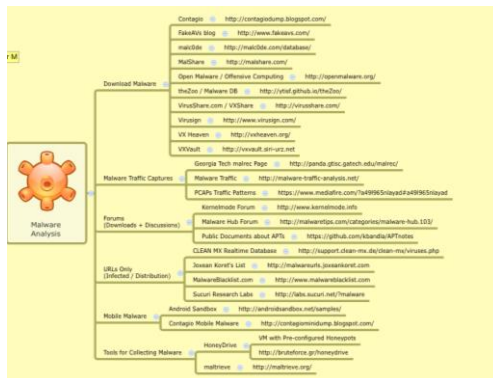 r M
Malware
Analysis
Download Malware
Contagio http://contagiodump.blogspot.com/
FakeAVs blog http://www.fakeavs.com/
malc0de http://malc0de.com/database/
MalShare http://malshare.com/
Open Malware / Offensive Computing http://openmalware.org/
theZoo / Malware DB http://ytisf.github.io/theZoo/
VirusShare.com / VXShare http://virusshare.com/
Virusign http://www.virusign.com/
VX Heaven http://vxheaven.org/
VXVault http://vxvault.siri-urz.net
Malware Traffic Captures
Georgia Tech malrec Page http://panda.gtisc.gatech.edu/malrec/
Malware Traffic http://malware-traffic-analysis.net/
PCAPs Traffic Patterns https://www.mediafire.com/?a49l965nlayad#a49l965nlayad
Forums
(Downloads + Discussions)
Kernelmode Forum http://www.kernelmode.info
Malware Hub Forum http://malwaretips.com/categories/malware-hub.103/
Public Documents about APTs https://github.com/kbandla/APTnotes
URLs Only
(Infected / Distribution)
CLEAN MX Realtime Database http://support.clean-mx.de/clean-mx/viruses.php
Joxean Koret's List http://malwareurls.joxeankoret.com
MalwareBlacklist.com http://www.malwareblacklist.com
Sucuri Research Labs http://labs.sucuri.net/?malware
Mobile Malware
Android Sandbox http://androidsandbox.net/samples/
Contagio Mobile Malware http://contagiominidump.blogspot.com/
Tools for Collecting Malware
HoneyDrive
VM with Pre-configured Honeypots
http://bruteforce.gr/honeydrive
maltrieve http://maltrieve.org/